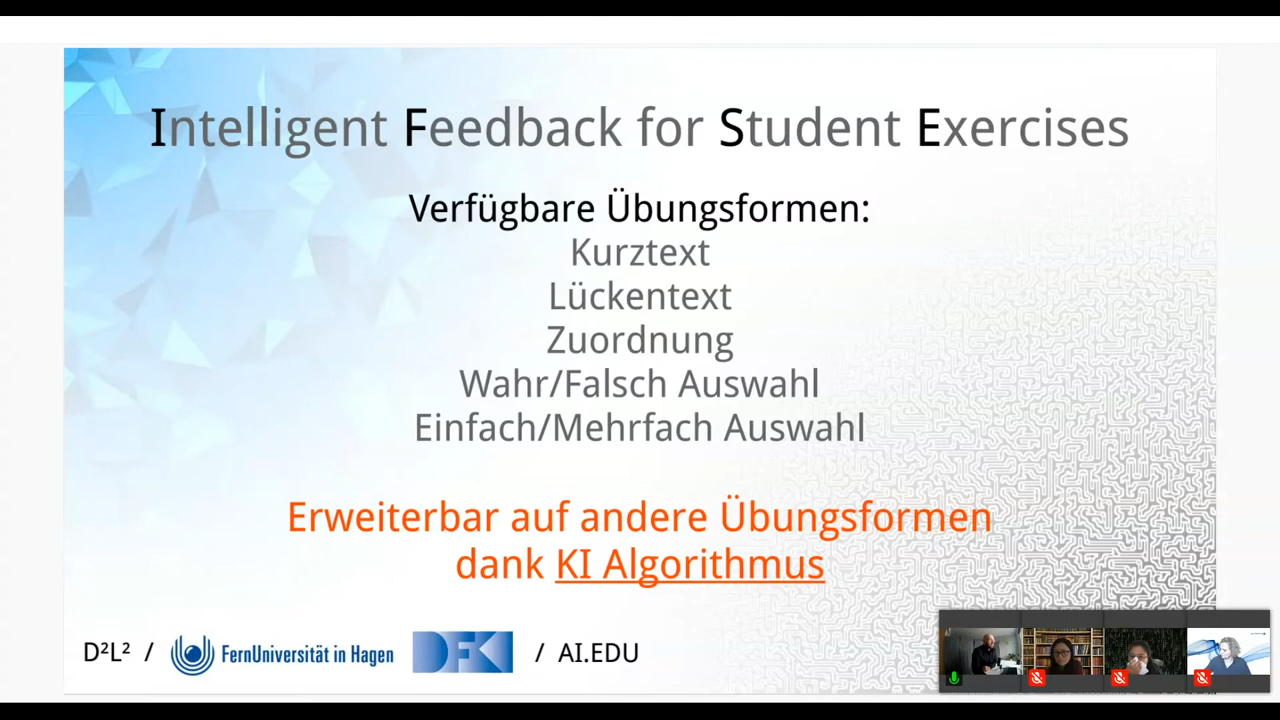 Intelligent Feedback for Student Exercises
Verfügbare Übungsformen:
Kurztext
Lückentext
Zuordnung
Wahr/Falsch Auswahl
Einfach/Mehrfach Auswahl
Erweiterbar auf andere Übungsformen
dank KI Algorithmus
D²L² / FernUniversität in Hagen DFKI / AI.EDU